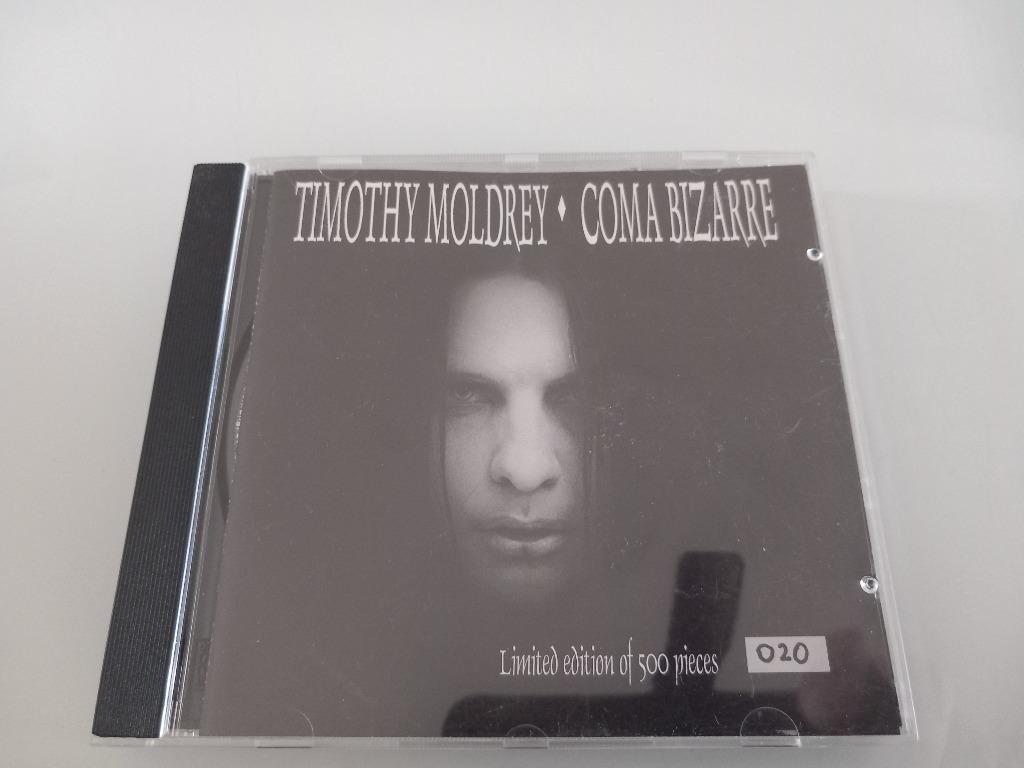 TIMOTHY MOLDREY ♦ COMA BIZARRE
Limited edition of 500 pieces
020